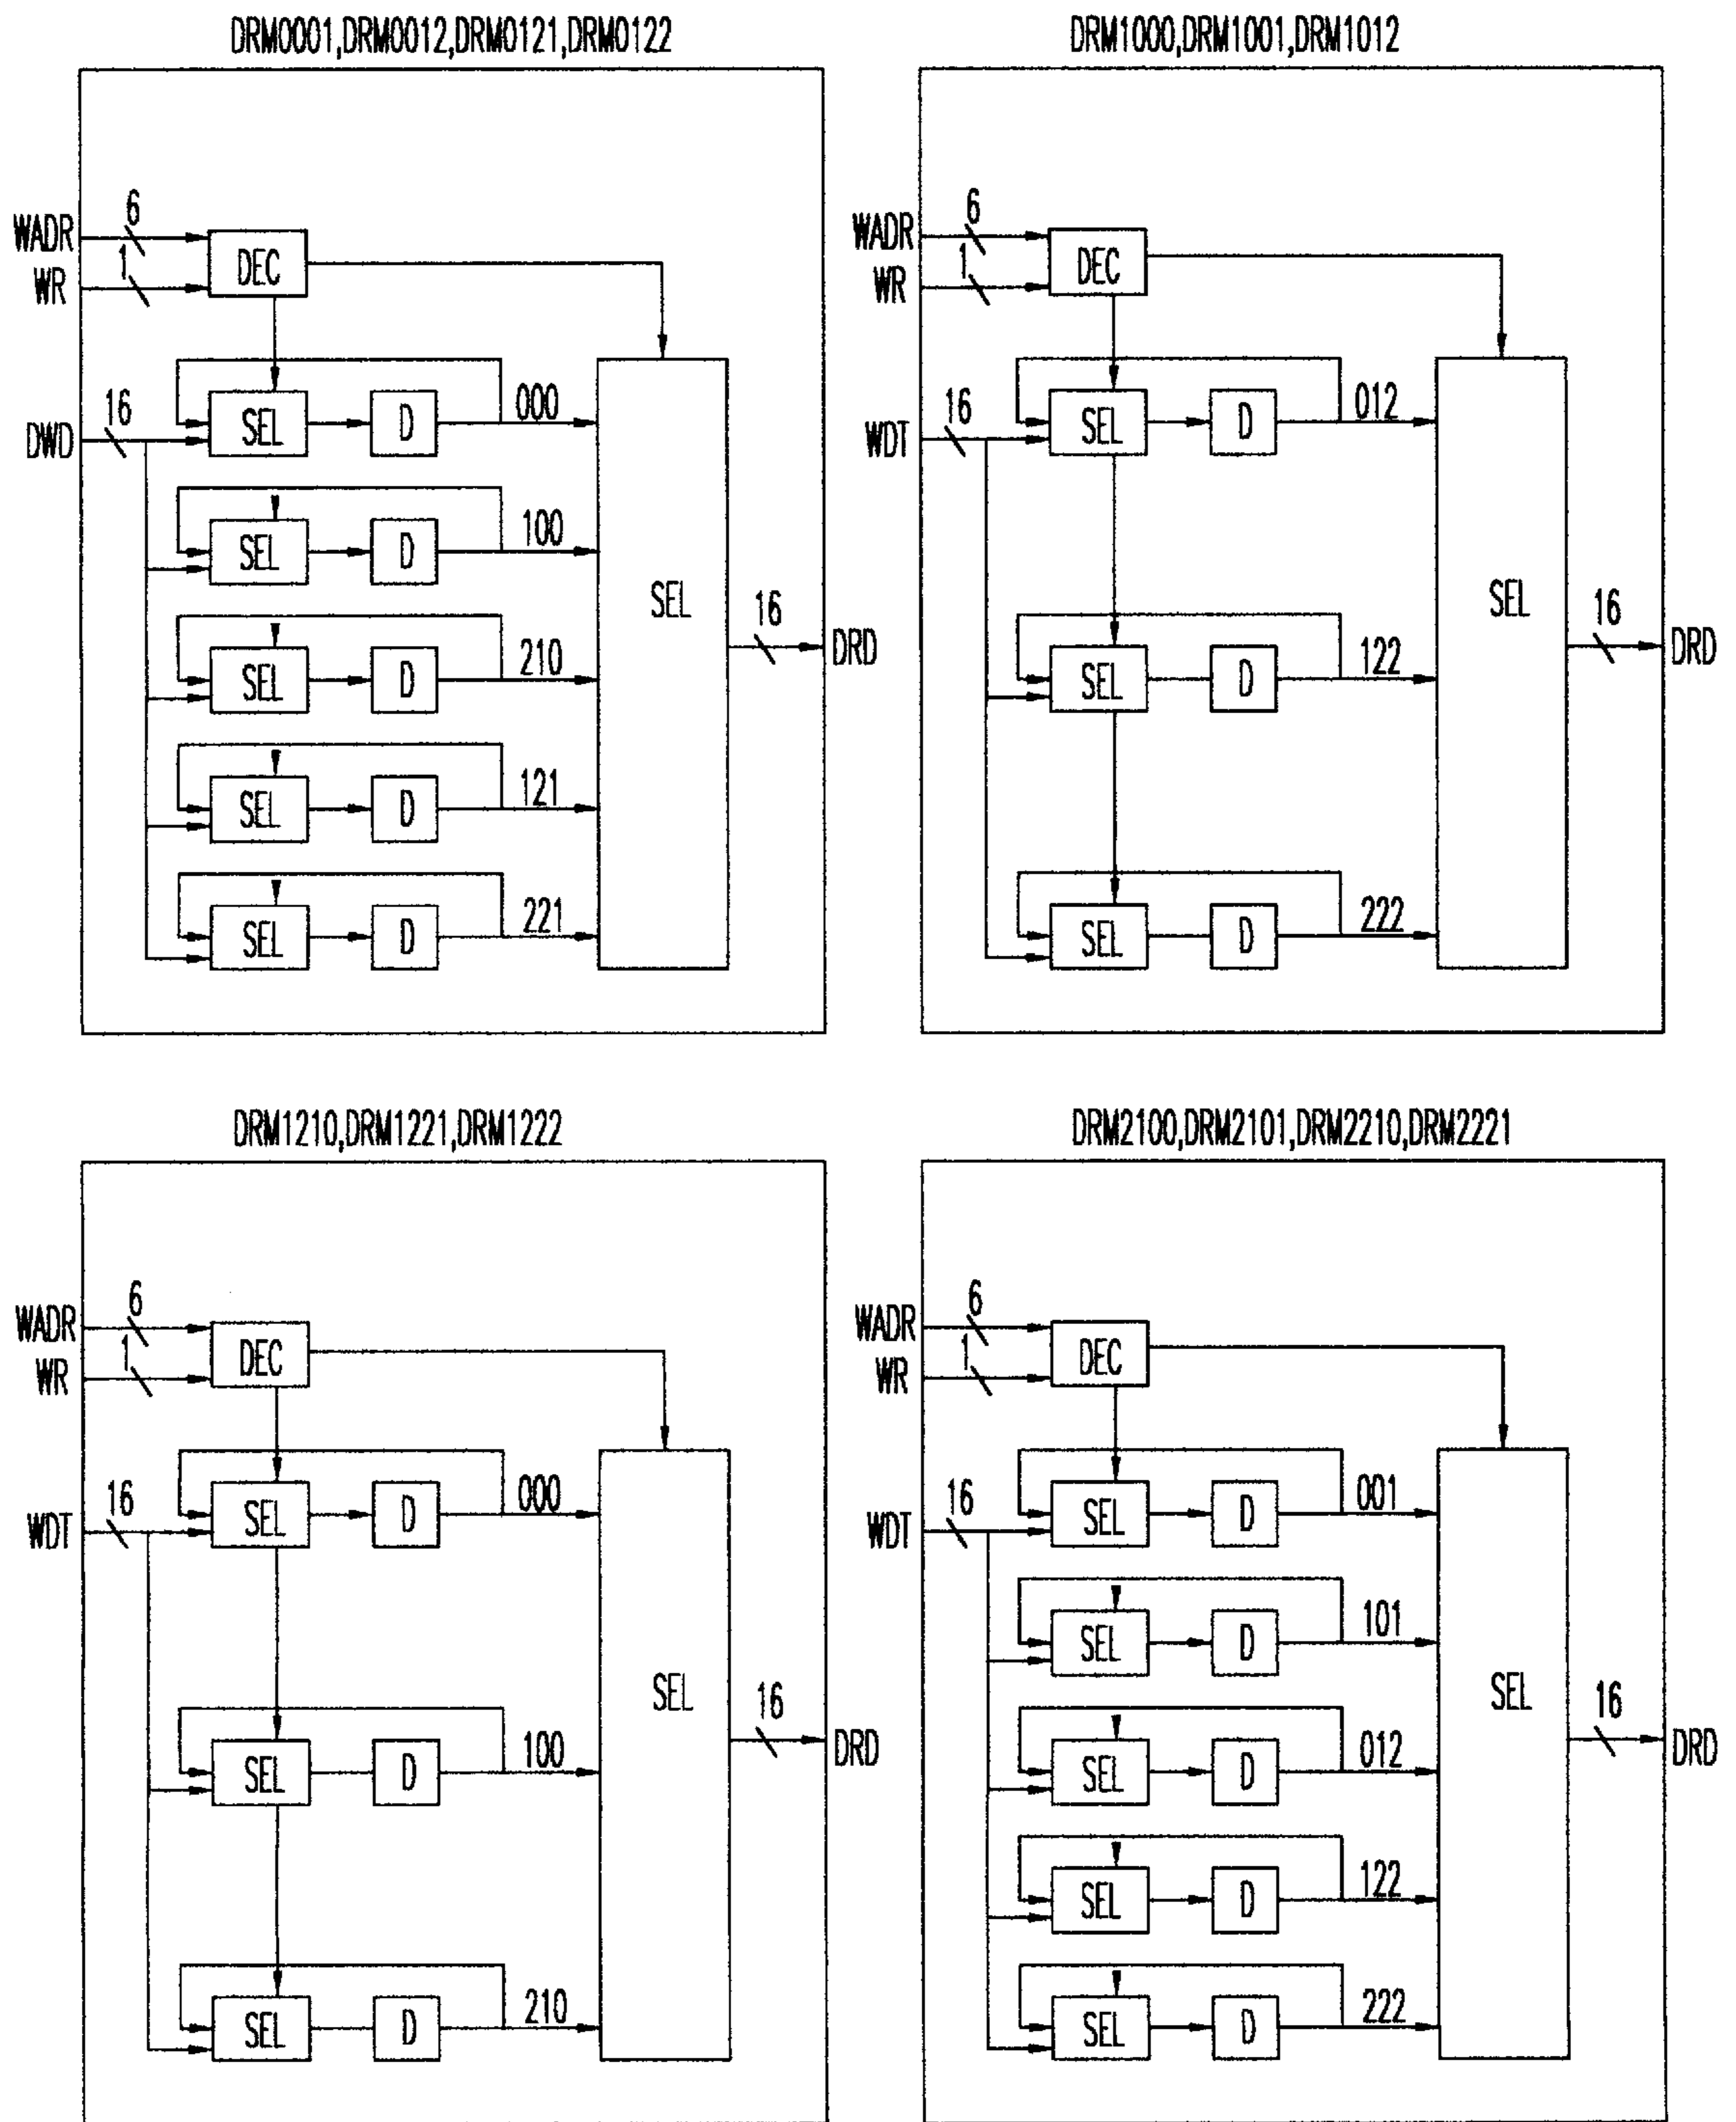 DRM0001,DRM0012,DRM0121,DRM0122
WADR
6
WR
1
DEC
DWD
16
SEL
D
000
SEL
D
100
SEL
D
210
SEL
D
121
SEL
D
221
SEL
16
DRD
DRM1000,DRM1001,DRM1012
WADR
6
WR
1
DEC
WDT
16
SEL
D
012
SEL
D
122
SEL
D
222
SEL
16
DRD
DRM1210,DRM1221,DRM1222
WADR
6
WR
1
DEC
WDT
16
SEL
D
000
SEL
D
100
SEL
D
210
SEL
16
DRD
DRM2100,DRM2101,DRM2210,DRM2221
WADR
6
WR
1
DEC
WDT
16
SEL
D
001
SEL
D
101
SEL
D
012
SEL
D
122
SEL
D
222
SEL
16
DRD